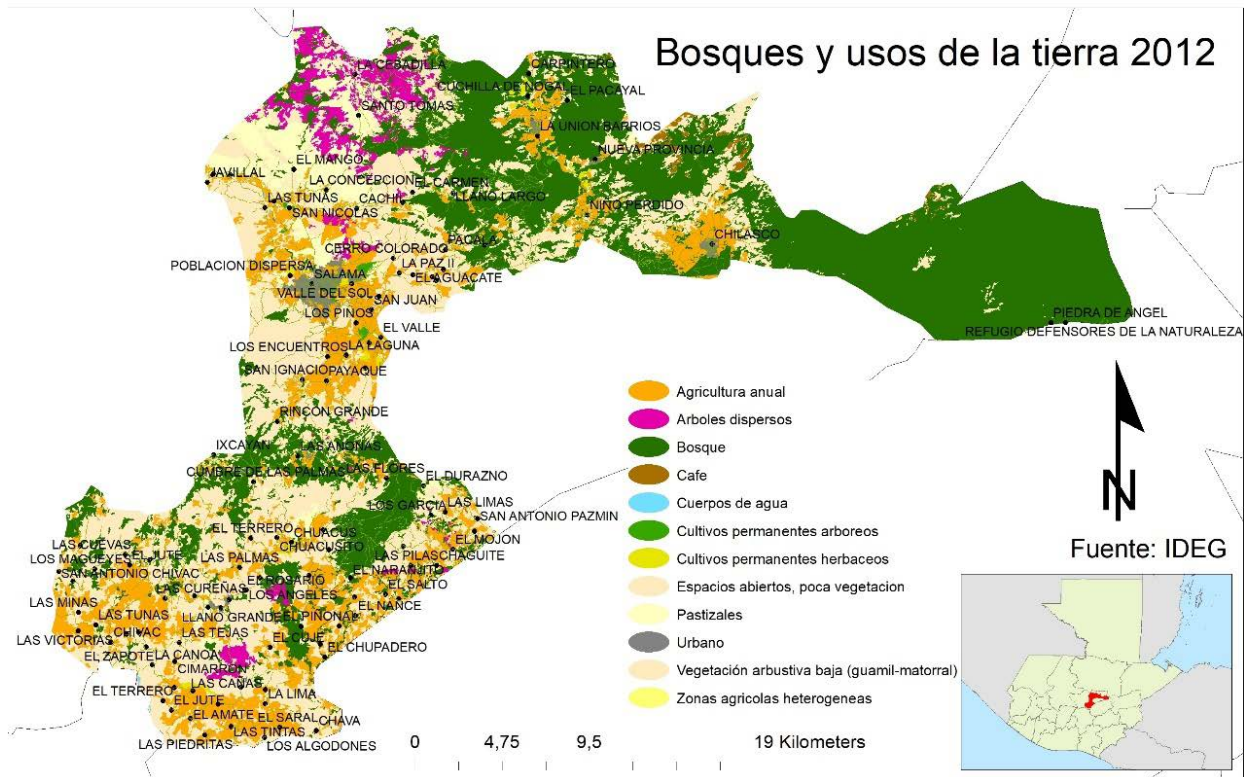 Bosques y usos de la tierra 2012
LA CEBADILLA
CARPINTERO
CUCHILLA DE NOGAL
EL PACAYAL
SANTO TOMAS
LA UNION BARRIOS
NUEVA PROVINCIA
EL MANGO
JAVILLAL
LA CONCEPCION
EL CARMEN
LLANO LARGO
LAS TUNAS
CACHIL
SAN NICOLAS
NIÑO PERDIDO
CHILASCO
PACALA
CERRO COLORADO
LA PAZ II
POBLACION DISPERSA
SALAMA
EL AGUACATE
VALLE DEL SOL
SAN JUAN
LOS PINOS
EL VALLE
PIEDRA DE ANGEL
REFUGIO DEFENSORES DE LA NATURALEZA
LOS ENCUENTROS
LA LAGUNA
SAN IGNACIO
PAYAQUE
RINCON GRANDE
IXCAYAN
LAS ANONAS
CUMBRE DE LAS PALMAS
LAS FLORES
EL DURAZNO
LOS GARCIA
LAS LIMAS
SAN ANTONIO PAZMIN
EL TERRERO
CHUACUS
EL MOJON
LAS CUEVAS
CHUACUSITO
LOS MAGUEYES
EL JUTE
LAS PALMAS
LAS PILAS
CHAGUITE
SAN ANTONIO CHIVAC
EL ROSARIO
EL NARANJITO
LAS CUREÑAS
LOS ANGELES
EL SALTO
LAS MINAS
EL NANCE
LAS TUNAS
LLANO GRANDE
EL PIÑONAL
LAS VICTORIAS
CHIVAC
LAS TEJAS
EL CUJE
EL CHUPADERO
EL ZAPOTE
LA CANOA
CIMARRON
EL TERRERO
LAS CAÑAS
LA LIMA
EL JUTE
EL AMATE
EL SARAL
CHAVA
LAS TINTAS
LAS PIEDRITAS
LOS ALGODONES
Agricultura anual
Arboles dispersos
Bosque
Cafe
Cuerpos de agua
Cultivos permanentes arboreos
Cultivos permanentes herbaceos
Espacios abiertos, poca vegetacion
Pastizales
Urbano
Vegetación arbustiva baja (guamil-matorral)
Zonas agricolas heterogeneas
N
Fuente: IDEG
0 4,75 9,5 19 Kilometers